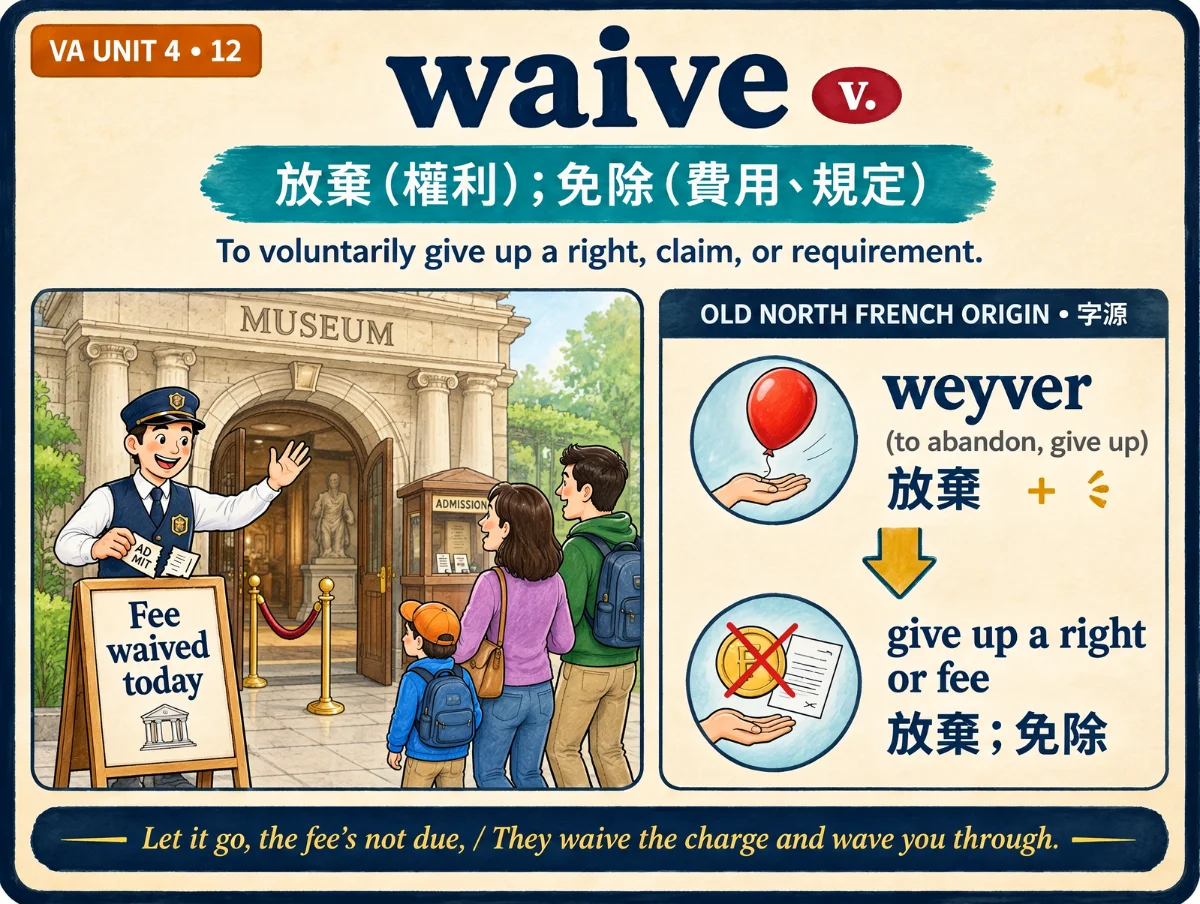 VA UNIT 4 • 12
waive v.
放棄（權利）；免除（費用、規定）
To voluntarily give up a right, claim, or requirement.
MUSEUM
ADMISSION
AD
MIT
Fee
waived
today
OLD NORTH FRENCH ORIGIN • 字源
weyver
(to abandon, give up)
放棄 +
give up a right
or fee
放棄；免除
Let it go, the fee's not due, / They waive the charge and wave you through.